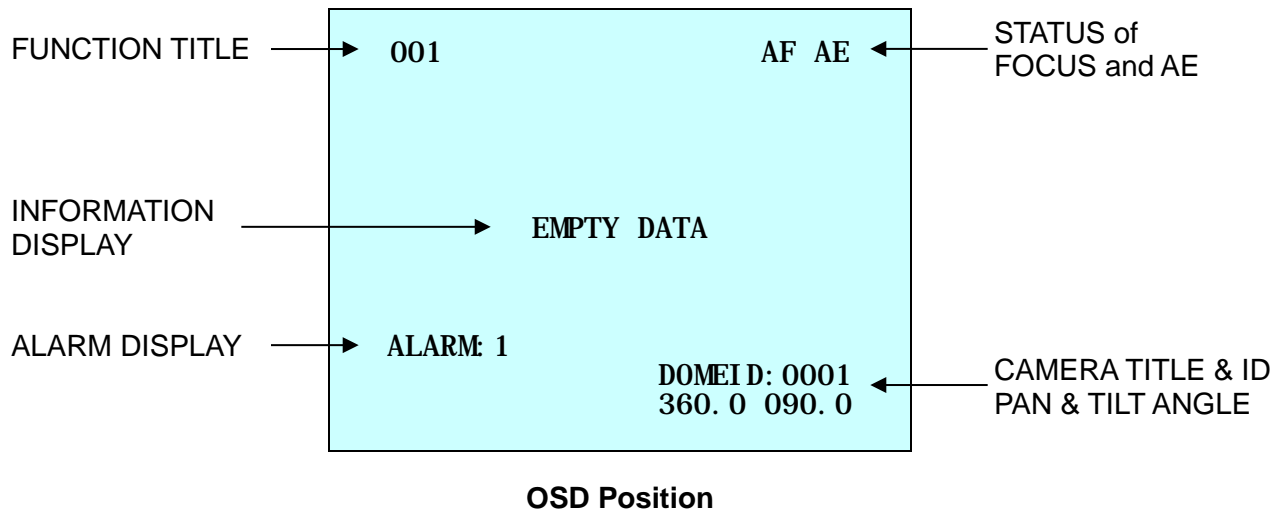 FUNCTION TITLE
001
AF AE
STATUS of
FOCUS and AE
INFORMATION
DISPLAY
EMPTY DATA
ALARM DISPLAY
ALARM: 1
DOMEID: 0001
360.0 090.0
CAMERA TITLE & ID
PAN & TILT ANGLE
OSD Position